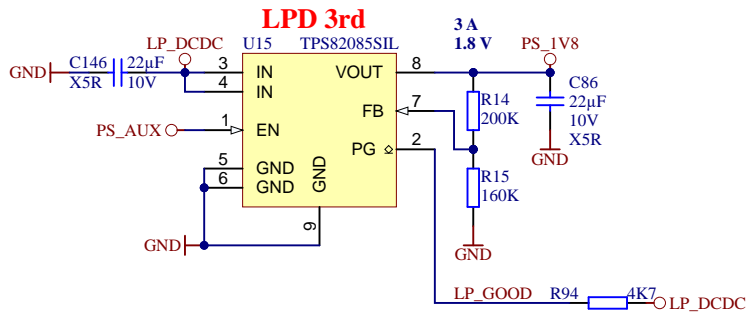 LPD 3rd
LP_DCDC
U15 TPS82085SIL
3 A
1.8 V
PS_1V8
GND
C146
X5R
22µF
10V
3
4
IN
IN
VOUT
8
C86
22µF
10V
X5R
GND
R14
200K
FB
7
PS_AUX
1
EN
PG
2
5
6
GND
GND
GND
R15
160K
9
GND
GND
LP_GOOD
R94
4K7
LP_DCDC